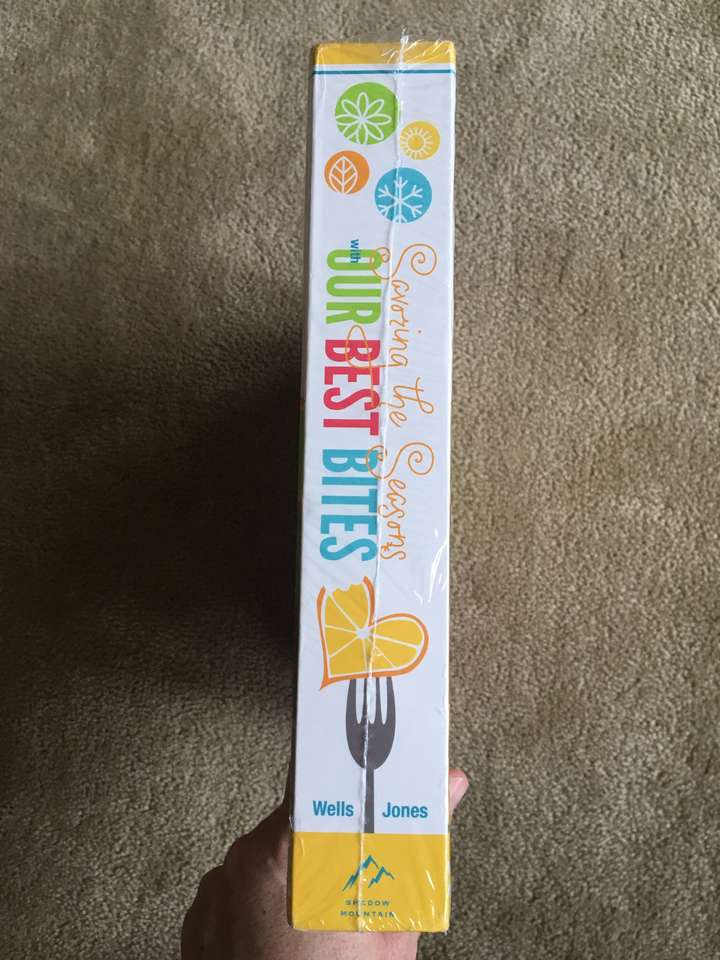 Savoring the Seasons
with OUR BEST BITES
Wells Jones
SHADOW
MOUNTAIN